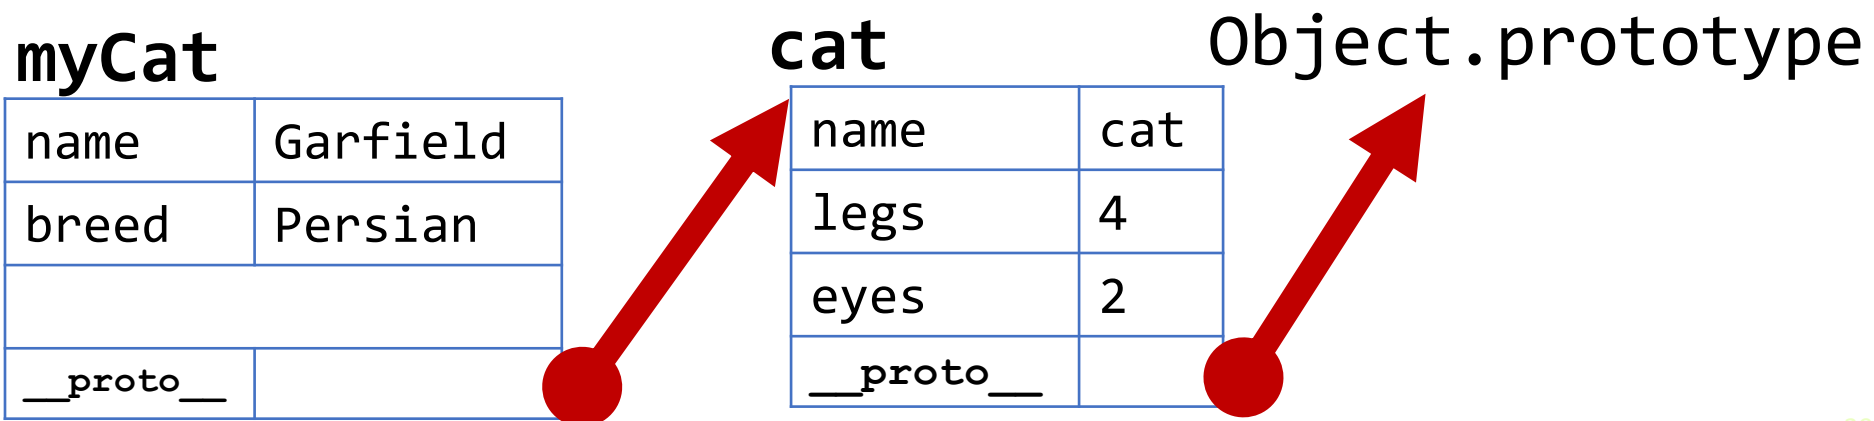 myCat
name Garfield
breed Persian
__proto__
cat
name cat
legs 4
eyes 2
__proto__
Object.prototype